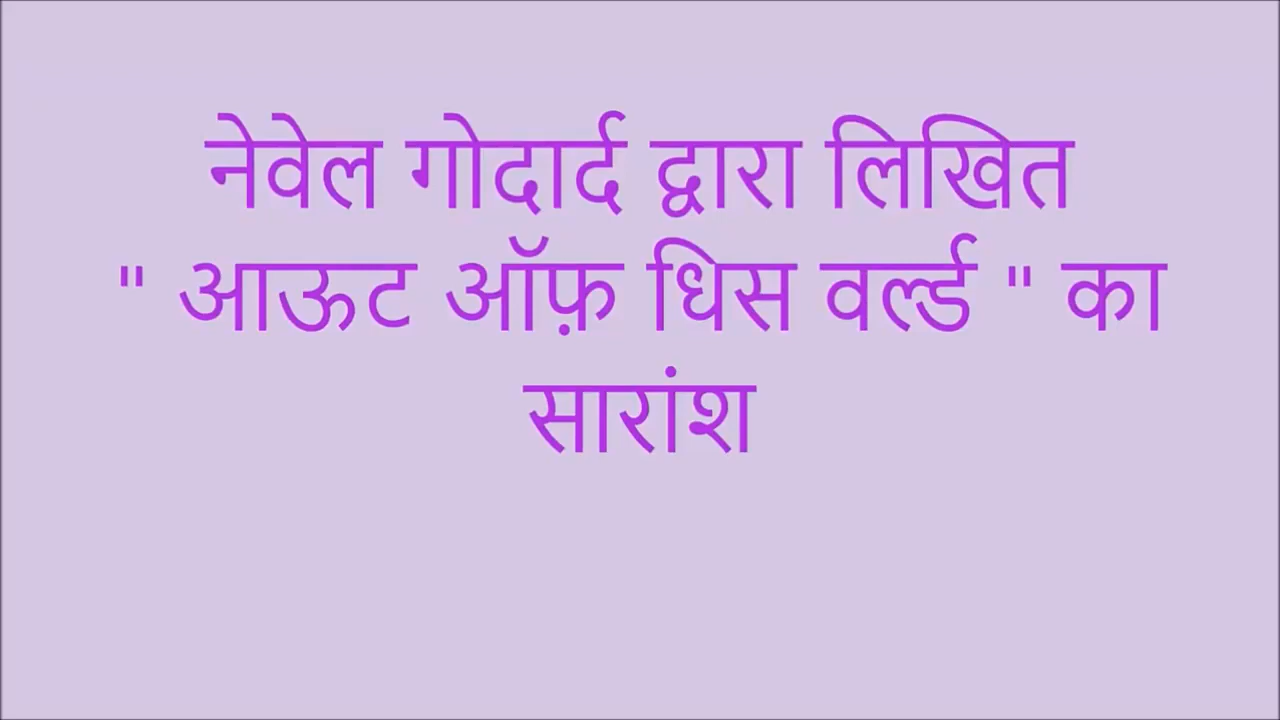 नेवेल गोदार्द द्वारा लिखित
" आऊट ऑफ़ धिस वर्ल्ड " का
सारांश